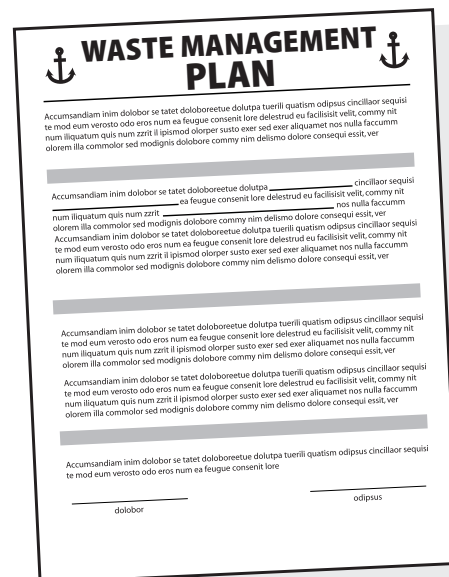 WASTE MANAGEMENT
PLAN
Accumsandiam inim dolobor se tatet doloboreetue dolutpa tuerili quatism odipsus cincillaor sequisi
te mod eum verosto odo eros num ea feugue consenit lore delestrud eu facilisisit velit, commy nit
num iliquatum quis num zzrit il ipismod olorper susto exer sed exer aliquamet nos nulla faccumm
olorem illa commolor sed modignis dolobore commy nim delismo dolore consequi essit, ver
Accumsandiam inim dolobor se tatet doloboreetue dolutpa cincillaor sequisi
ea feugue consenit lore delestrud eu facilisisit velit, commy nit
num iliquatum quis num zzrit nos nulla faccumm
olorem illa commolor sed modignis dolobore commy nim delismo dolore consequi essit, ver
Accumsandiam inim dolobor se tatet doloboreetue dolutpa tuerili quatism odipsus cincillaor sequisi
te mod eum verosto odo eros num ea feugue consenit lore delestrud eu facilisisit velit, commy nit
num iliquatum quis num zzrit il ipismod olorper susto exer sed exer aliquamet nos nulla faccumm
olorem illa commolor sed modignis dolobore commy nim delismo dolore consequi essit, ver
Accumsandiam inim dolobor se tatet doloboreetue dolutpa tuerili quatism odipsus cincillaor sequisi
te mod eum verosto odo eros num ea feugue consenit lore delestrud eu facilisisit velit, commy nit
num iliquatum quis num zzrit il ipismod olorper susto exer sed exer aliquamet nos nulla faccumm
olorem illa commolor sed modignis dolobore commy nim delismo dolore consequi essit, ver
Accumsandiam inim dolobor se tatet doloboreetue dolutpa tuerili quatism odipsus cincillaor sequisi
te mod eum verosto odo eros num ea feugue consenit lore delestrud eu facilisisit velit, commy nit
num iliquatum quis num zzrit il ipismod olorper susto exer sed exer aliquamet nos nulla faccumm
olorem illa commolor sed modignis dolobore commy nim delismo dolore consequi essit, ver
Accumsandiam inim dolobor se tatet doloboreetue dolutpa tuerili quatism odipsus cincillaor sequisi
te mod eum verosto odo eros num ea feugue consenit lore
dolobor odipsus